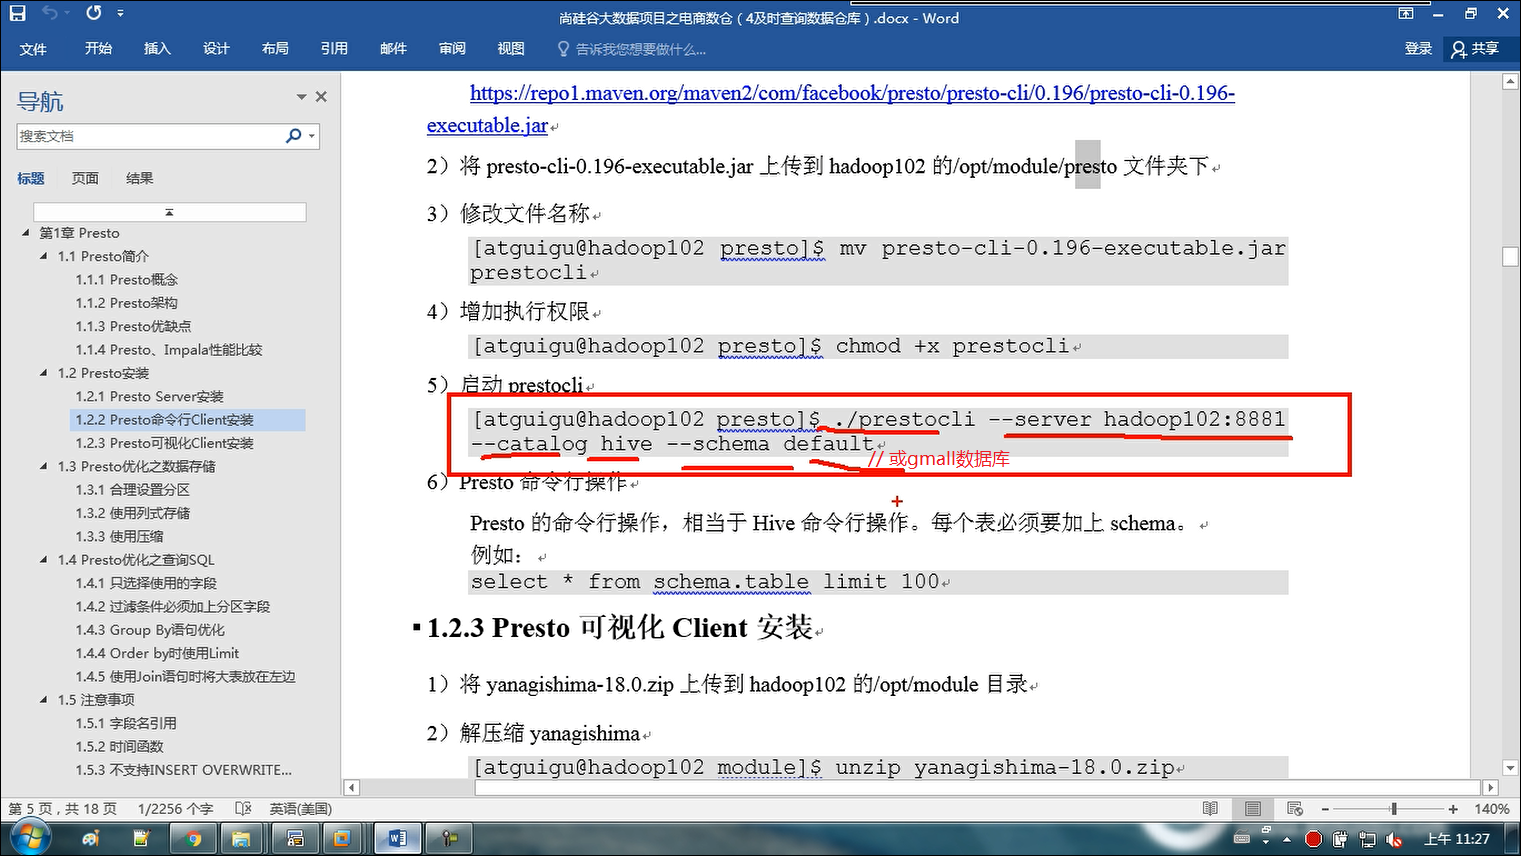 尚硅谷大数据项目之电商数仓（4及时查询数据仓库）.docx - Word
文件 开始 插入 设计 布局 引用 邮件 审阅 视图 告诉我您想要做什么... 登录 共享
导航
搜索文档
标题 页面 结果
第1章 Presto
1.1 Presto简介
1.1.1 Presto概念
1.1.2 Presto架构
1.1.3 Presto优缺点
1.1.4 Presto、Impala性能比较
1.2 Presto安装
1.2.1 Presto Server安装
1.2.2 Presto命令行Client安装
1.2.3 Presto可视化Client安装
1.3 Presto优化之数据存储
1.3.1 合理设置分区
1.3.2 使用列式存储
1.3.3 使用压缩
1.4 Presto优化之查询SQL
1.4.1 只选择使用的字段
1.4.2 过滤条件必须加上分区字段
1.4.3 Group By语句优化
1.4.4 Order by时使用Limit
1.4.5 使用Join语句时将大表放在左边
1.5 注意事项
1.5.1 字段名引用
1.5.2 时间函数
1.5.3 不支持INSERT OVERWRITE...
https://repo1.maven.org/maven2/com/facebook/presto/presto-cli/0.196/presto-cli-0.196-
executable.jar
2）将 presto-cli-0.196-executable.jar 上传到 hadoop102 的/opt/module/presto 文件夹下
3）修改文件名称
[atguigu@hadoop102 presto]$ mv presto-cli-0.196-executable.jar
prestocli
4）增加执行权限
[atguigu@hadoop102 presto]$ chmod +x prestocli
5）启动 prestocli
[atguigu@hadoop102 presto]$ ./prestocli --server hadoop102:8881
--catalog hive --schema default
// 或gmall数据库
6）Presto 命令行操作
Presto 的命令行操作，相当于 Hive 命令行操作。每个表必须要加上 schema。
例如：
select * from schema.table limit 100
1.2.3 Presto 可视化 Client 安装
1）将 yanagishima-18.0.zip 上传到 hadoop102 的/opt/module 目录
2）解压缩 yanagishima
[atguigu@hadoop102 module]$ unzip yanagishima-18.0.zip
第 5 页，共 18 页 1/2256 个字 英语(美国) 140%
上午 11:27